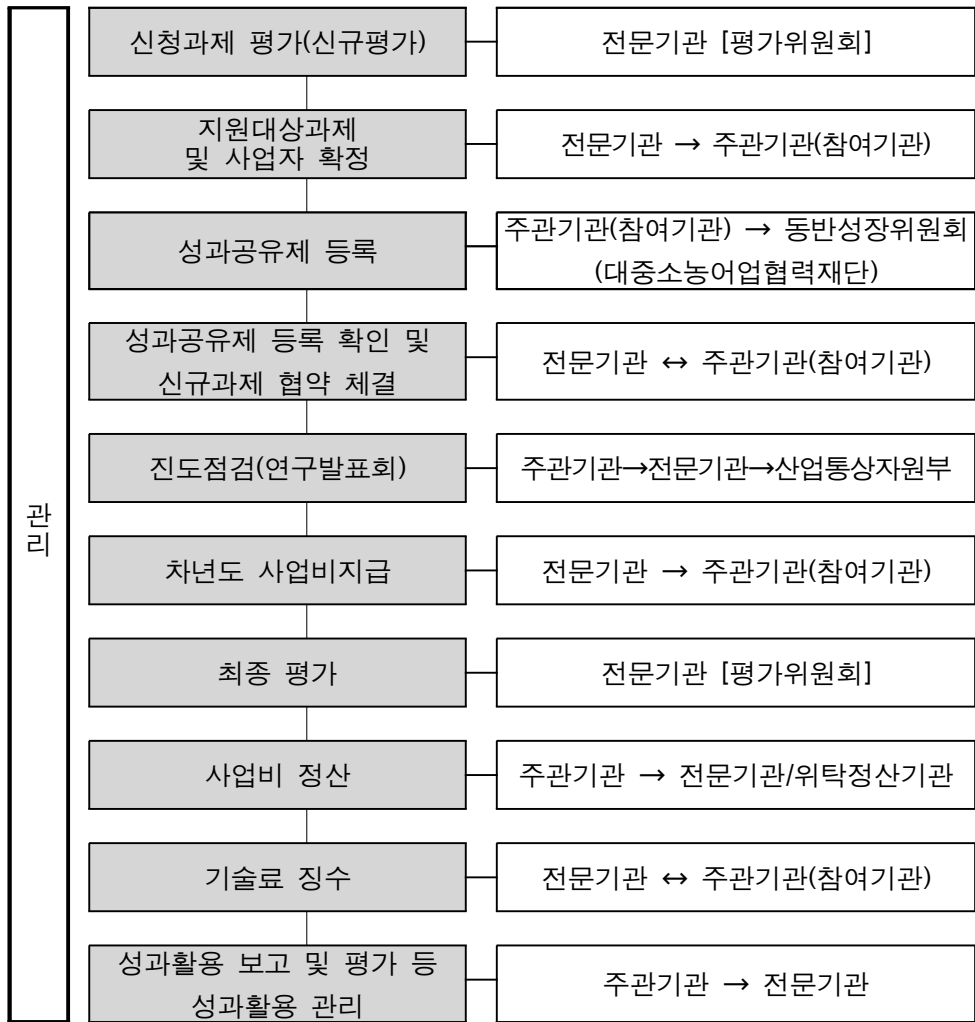 관
리
신청과제 평가(신규평가)
전문기관 [평가위원회]
지원대상과제
및 사업자 확정
전문기관 → 주관기관(참여기관)
성과공유제 등록
주관기관(참여기관) → 동반성장위원회
(대중소농어업협력재단)
성과공유제 등록 확인 및
신규과제 협약 체결
전문기관 ↔ 주관기관(참여기관)
진도점검(연구발표회)
주관기관→전문기관→산업통상자원부
차년도 사업비지급
전문기관 → 주관기관(참여기관)
최종 평가
전문기관 [평가위원회]
사업비 정산
주관기관 → 전문기관/위탁정산기관
기술료 징수
전문기관 ↔ 주관기관(참여기관)
성과활용 보고 및 평가 등
성과활용 관리
주관기관 → 전문기관